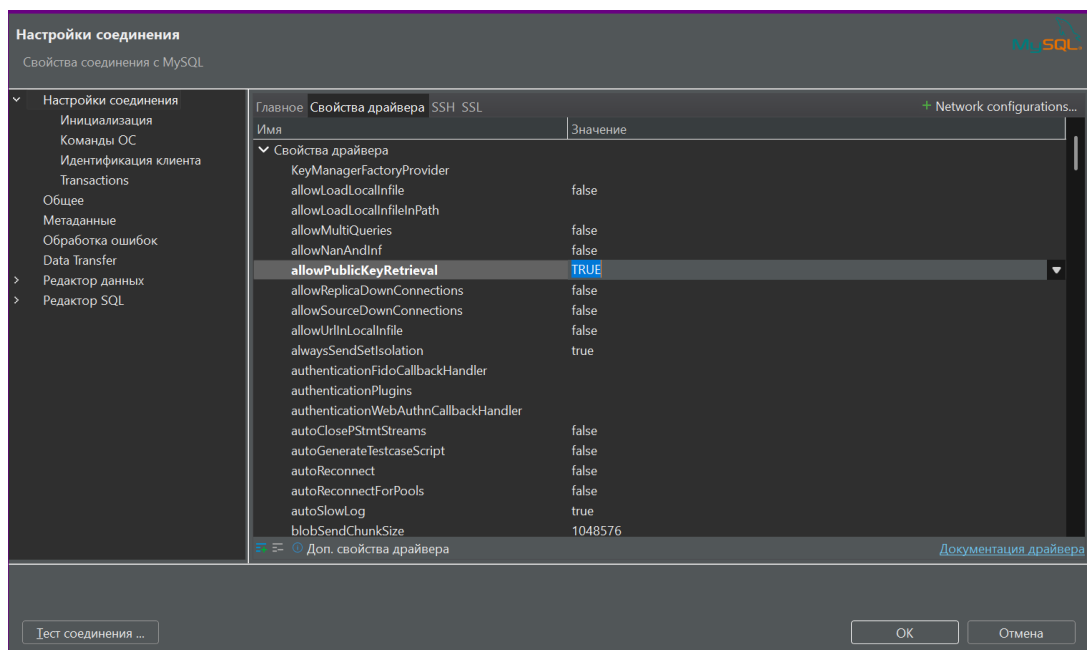 Настройки соединения
MySQL
Свойства соединения с MySQL
Настройки соединения
Инициализация
Команды ОС
Идентификация клиента
Transactions
Общее
Метаданные
Обработка ошибок
Data Transfer
Редактор данных
Редактор SQL
Главное Свойства драйвера SSH SSL + Network configurations...
Имя Значение
Свойства драйвера
KeyManagerFactoryProvider
allowLoadLocalInfile false
allowLoadLocalInfileInPath
allowMultiQueries false
allowNanAndInf false
allowPublicKeyRetrieval TRUE
allowReplicaDownConnections false
allowSourceDownConnections false
allowUrlInLocalInfile false
alwaysSendSetIsolation true
authenticationFidoCallbackHandler
authenticationPlugins
authenticationWebAuthnCallbackHandler
autoClosePStmtStreams false
autoGenerateTestcaseScript false
autoReconnect false
autoReconnectForPools false
autoSlowLog true
blobSendChunkSize 1048576
Доп. свойства драйвера Документация драйвера
Тест соединения ... ОК Отмена